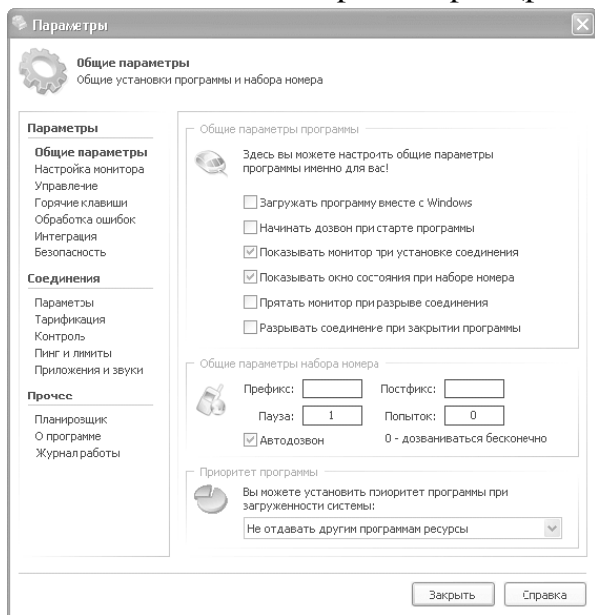 Параметры
Общие параметры
Общие установки программы и набора номера
Параметры
Общие параметры
Настройка монитора
Управление
Горячие клавиши
Обработка ошибок
Интеграция
Безопасность
Соединения
Параметры
Тарификация
Контроль
Пинг и лимиты
Приложения и звуки
Прочее
Планировщик
О программе
Журнал работы
Общие параметры программы
Здесь вы можете настроить общие параметры
программы именно для вас!
Загружать программу вместе с Windows
Начинать дозвон при старте программы
Показывать монитор при установке соединения
Показывать окно состояния при наборе номера
Прятать монитор при разрыве соединения
Разрывать соединение при закрытии программы
Общие параметры набора номера
Префикс: Постфикс:
Пауза: 1 Попыток: 0
Автодозвон 0 - дозваниваться бесконечно
Приоритет программы
Вы можете установить приоритет программы при
загруженности системы:
Не отдавать другим программам ресурсы
Закрыть Справка